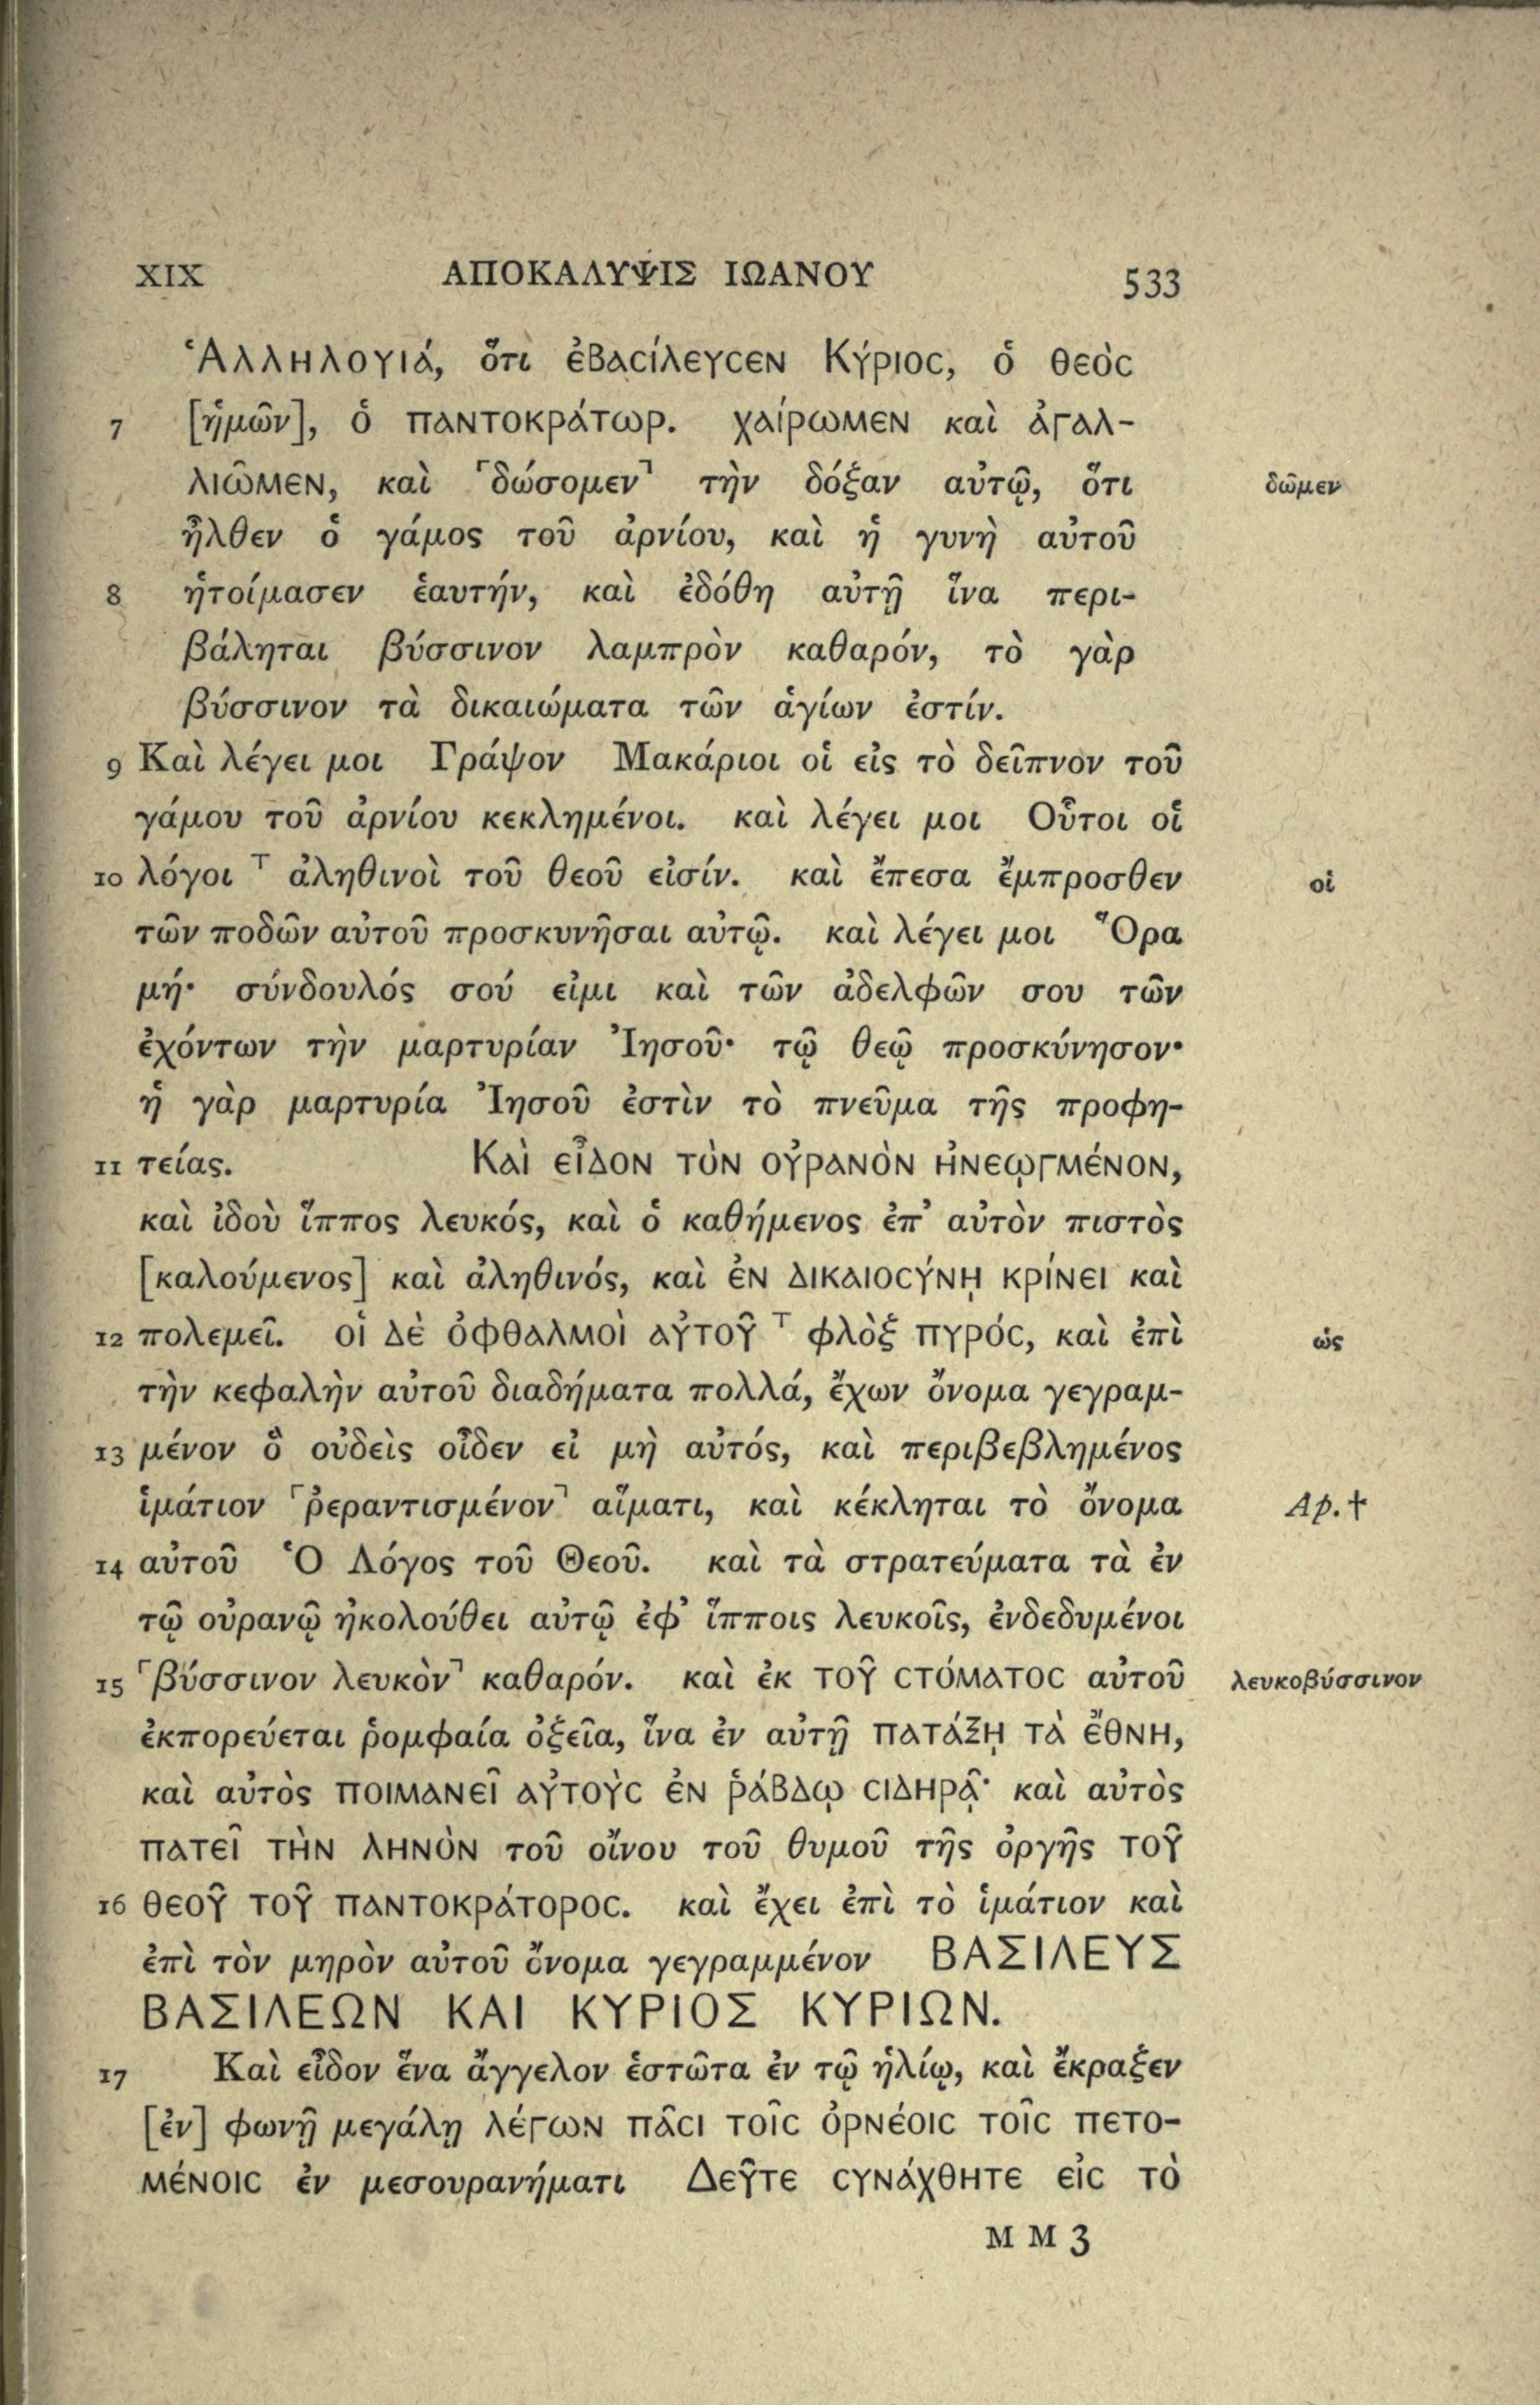 XIX ΑΠΟΚΑΛΥΨΙΣ ΙΩΑΝΟΥ 533
Ἁλληλουιά, ὅτι ἐβασίλευσεν Κύριος, ὁ θεὸς
7 [ἡμῶν], ὁ παντοκράτωρ. χαίρωμεν καὶ ἀγαλ-
λιῶμεν, καὶ ⸢δώσομεν⸣ τὴν δόξαν αὐτῷ, ὅτι δῶμεν
ἦλθεν ὁ γάμος τοῦ ἀρνίου, καὶ ἡ γυνὴ αὐτοῦ
8 ἡτοίμασεν ἑαυτήν, καὶ ἐδόθη αὐτῇ ἵνα περι-
βάληται βύσσινον λαμπρὸν καθαρόν, τὸ γὰρ
βύσσινον τὰ δικαιώματα τῶν ἁγίων ἐστίν.
9 Καὶ λέγει μοι Γράψον Μακάριοι οἱ εἰς τὸ δεῖπνον τοῦ
γάμου τοῦ ἀρνίου κεκλημένοι. καὶ λέγει μοι Οὗτοι οἱ
10 λόγοι ⸆ ἀληθινοὶ τοῦ θεοῦ εἰσίν. καὶ ἔπεσα ἔμπροσθεν οἱ
τῶν ποδῶν αὐτοῦ προσκυνῆσαι αὐτῷ. καὶ λέγει μοι Ὅρα
μή· σύνδουλός σού εἰμι καὶ τῶν ἀδελφῶν σου τῶν
ἐχόντων τὴν μαρτυρίαν Ἰησοῦ· τῷ θεῷ προσκύνησον·
ἡ γὰρ μαρτυρία Ἰησοῦ ἐστὶν τὸ πνεῦμα τῆς προφη-
11 τείας. Καὶ εἶδον τὸν οὐρανὸν ἠνεῳγμένον,
καὶ ἰδοὺ ἵππος λευκός, καὶ ὁ καθήμενος ἐπ᾽ αὐτὸν πιστὸς
[καλούμενος] καὶ ἀληθινός, καὶ ἐν δικαιοσύνῃ κρίνει καὶ
12 πολεμεῖ. οἱ δὲ ὀφθαλμοὶ αὐτοῦ ⸆ φλὸξ πυρός, καὶ ἐπὶ ὡς
τὴν κεφαλὴν αὐτοῦ διαδήματα πολλά, ἔχων ὄνομα γεγραμ-
13 μένον ὃ οὐδεὶς οἶδεν εἰ μὴ αὐτός, καὶ περιβεβλημένος
ἱμάτιον ⸢ῥεραντισμένον⸣ αἵματι, καὶ κέκληται τὸ ὄνομα Ap.†
14 αὐτοῦ Ὁ Λόγος τοῦ Θεοῦ. καὶ τὰ στρατεύματα τὰ ἐν
τῷ οὐρανῷ ἠκολούθει αὐτῷ ἐφ᾽ ἵπποις λευκοῖς, ἐνδεδυμένοι
15 ⸢βύσσινον λευκὸν⸣ καθαρόν. καὶ ἐκ τοῦ στόματος αὐτοῦ λευκοβύσσινον
ἐκπορεύεται ῥομφαία ὀξεῖα, ἵνα ἐν αὐτῇ πατάξῃ τὰ ἔθνη,
καὶ αὐτὸς ποιμανεῖ αὐτοὺς ἐν ῥάβδῳ σιδηρᾷ· καὶ αὐτὸς
πατεῖ τὴν ληνὸν τοῦ οἴνου τοῦ θυμοῦ τῆς ὀργῆς τοῦ
16 θεοῦ τοῦ παντοκράτορος. καὶ ἔχει ἐπὶ τὸ ἱμάτιον καὶ
ἐπὶ τὸν μηρὸν αὐτοῦ ὄνομα γεγραμμένον ΒΑΣΙΛΕΥΣ
ΒΑΣΙΛΕΩΝ ΚΑΙ ΚΥΡΙΟΣ ΚΥΡΙΩΝ.
17 Καὶ εἶδον ἕνα ἄγγελον ἑστῶτα ἐν τῷ ἡλίῳ, καὶ ἔκραξεν
[ἐν] φωνῇ μεγάλῃ λέγων πᾶσι τοῖς ὀρνέοις τοῖς πετο-
μένοις ἐν μεσουρανήματι Δεῦτε συνάχθητε εἰς τὸ
M M 3